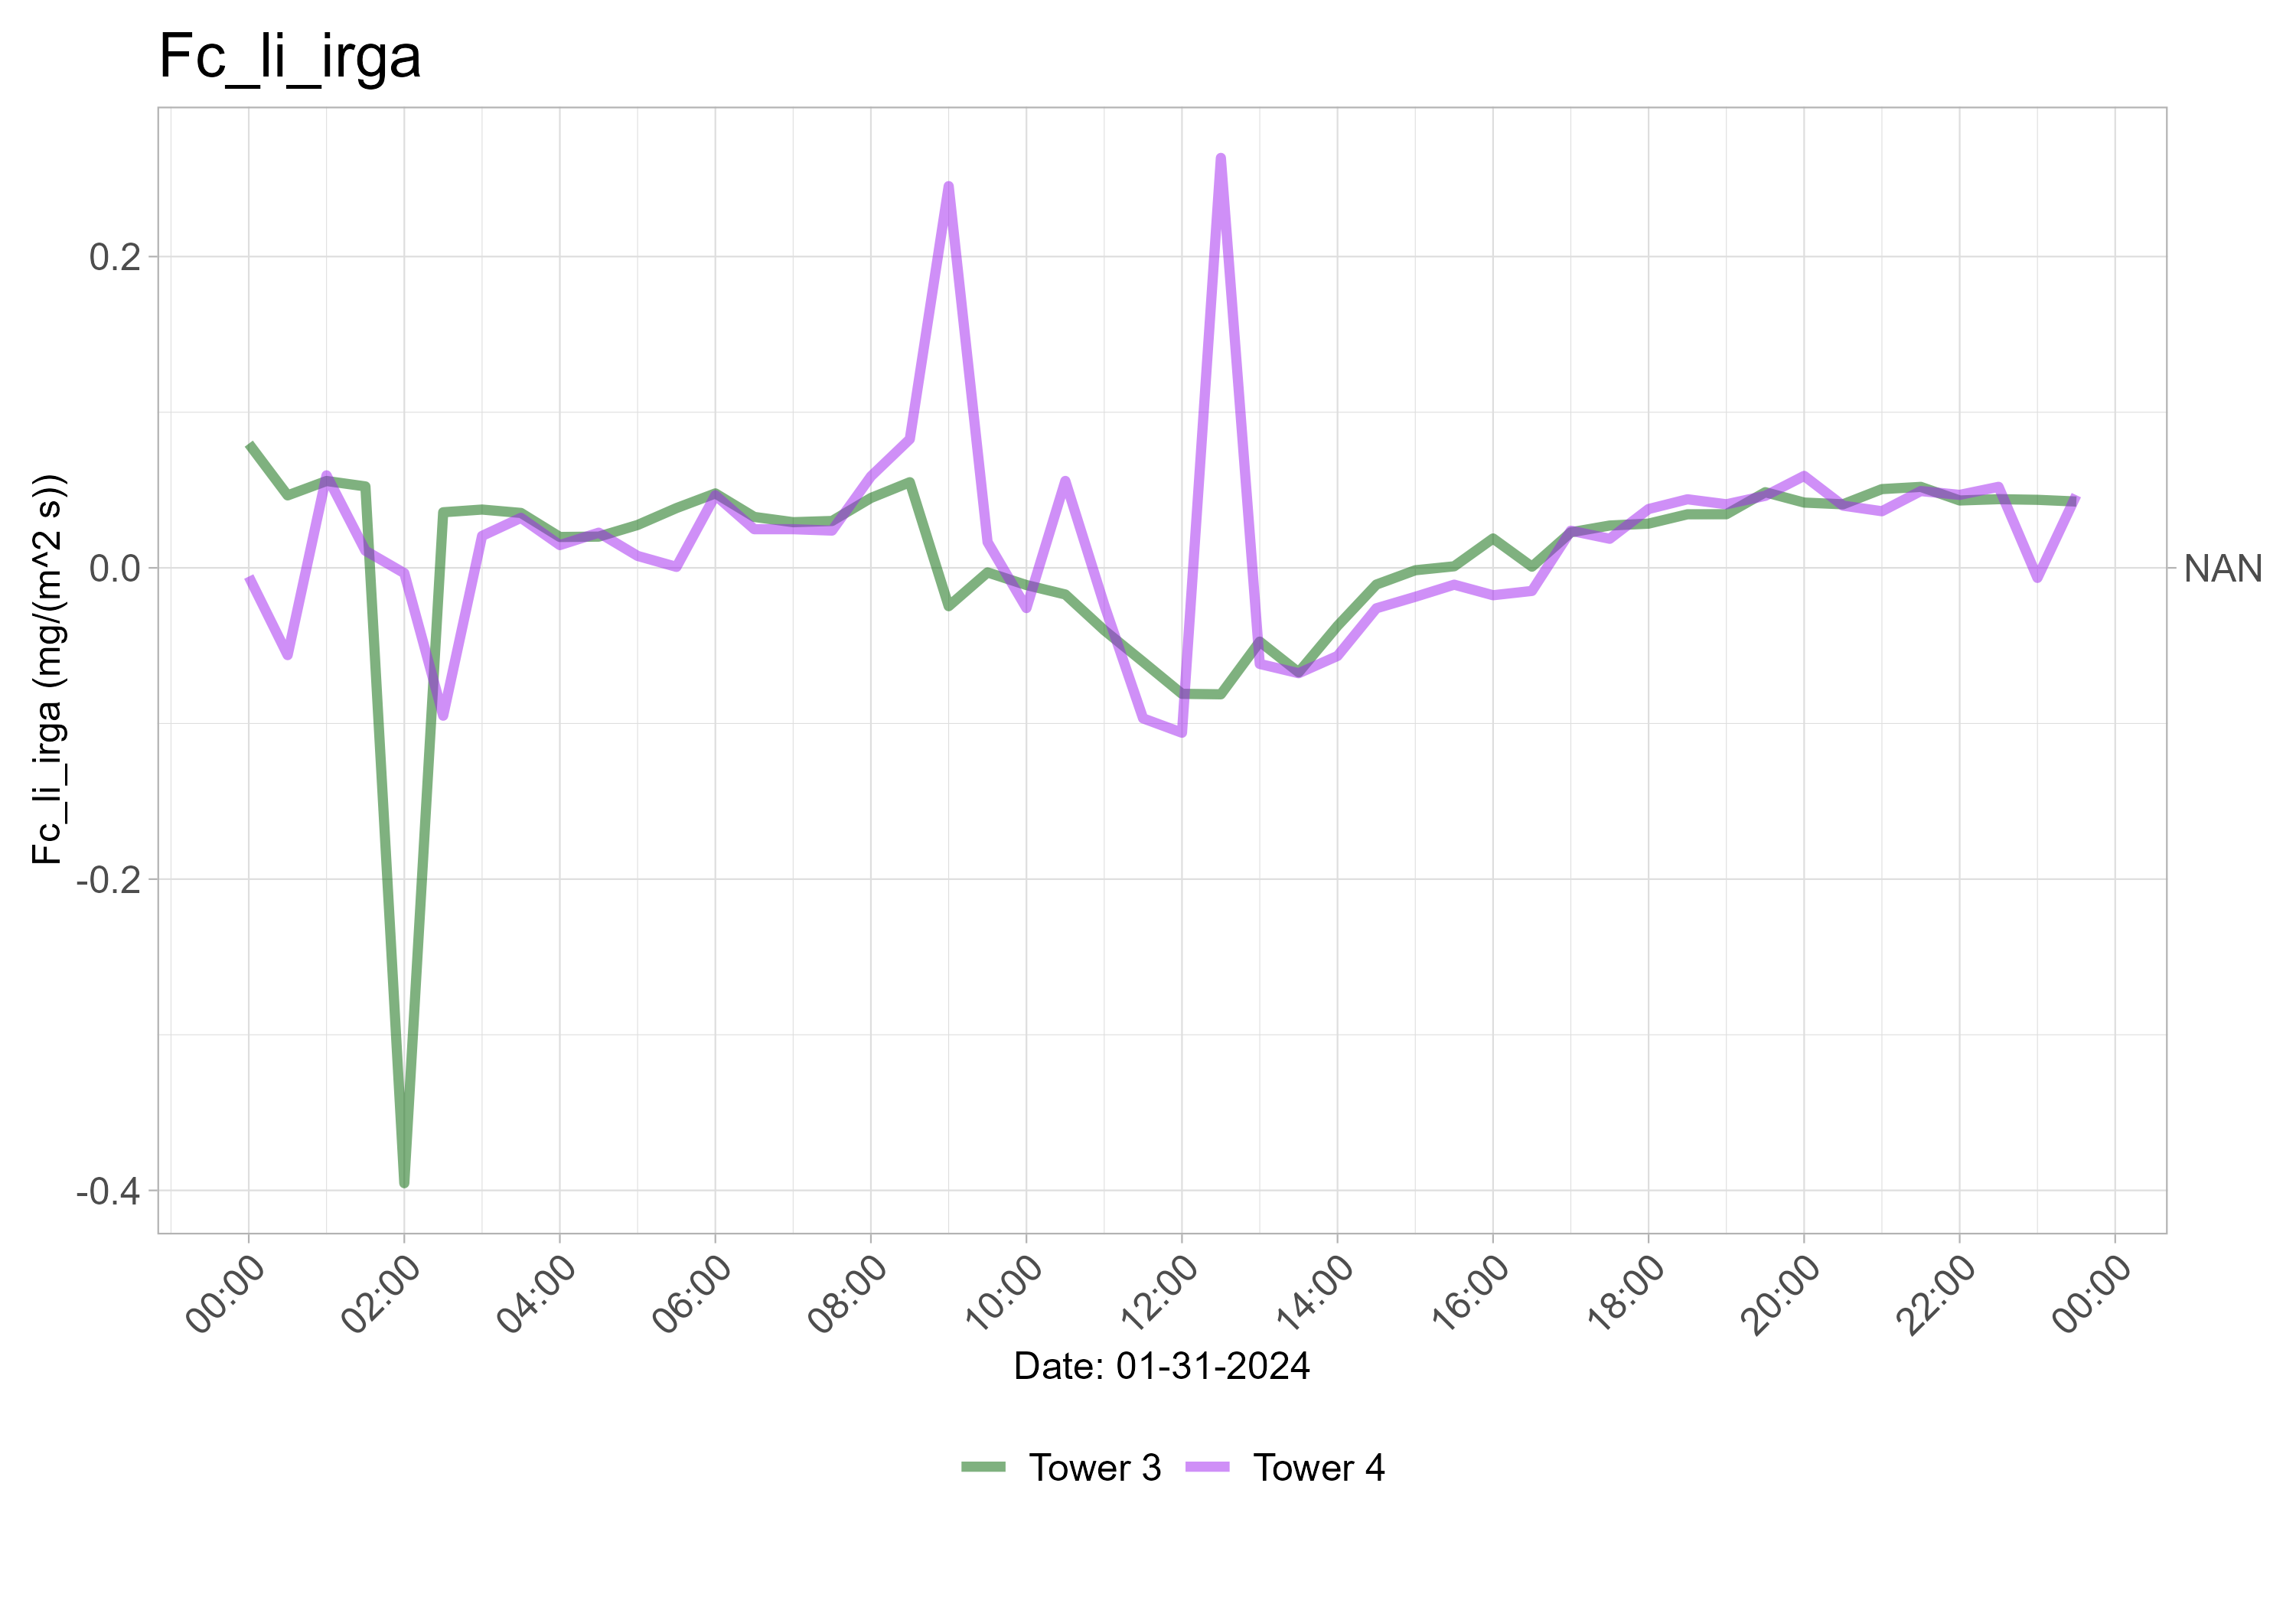 Fc_li_irga
Fc_li_irga (mg/(m^2 s))
0.2
0.0
-0.2
-0.4
NAN
00:00 02:00 04:00 06:00 08:00 10:00 12:00 14:00 16:00 18:00 20:00 22:00 00:00
Date: 01-31-2024
Tower 3 Tower 4